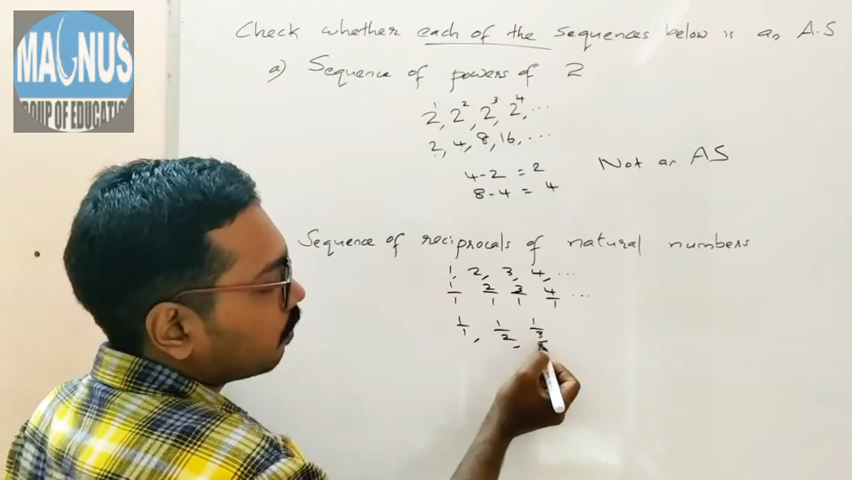 MAGNUS
GROUP OF EDUCATION
Check whether each of the sequences below is an A.S
a) Sequence of powers of 2
2¹, 2², 2³, 2⁴, ...
2, 4, 8, 16, ...
4-2 = 2
8-4 = 4
Not an AS
Sequence of reciprocals of natural numbers
1, 2, 3, 4, ...
1/1 2/1 3/1 4/1 ...
1/1, 1/2, 1/3